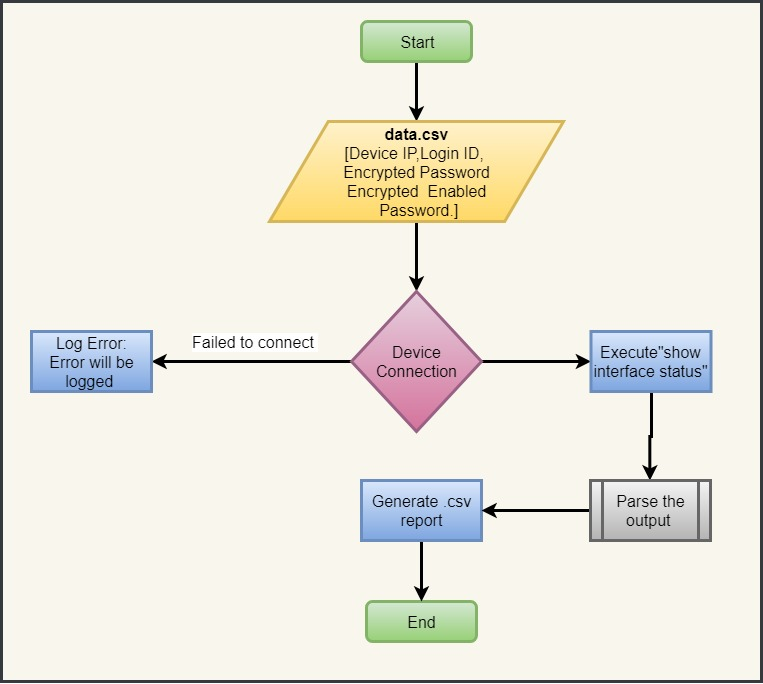 Start
data.csv
[Device IP,Login ID,
Encrypted Password
Encrypted Enabled
Password.]
Failed to connect
Log Error:
Error will be
logged
Device
Connection
Execute"show
interface status"
Generate .csv
report
Parse the
output
End